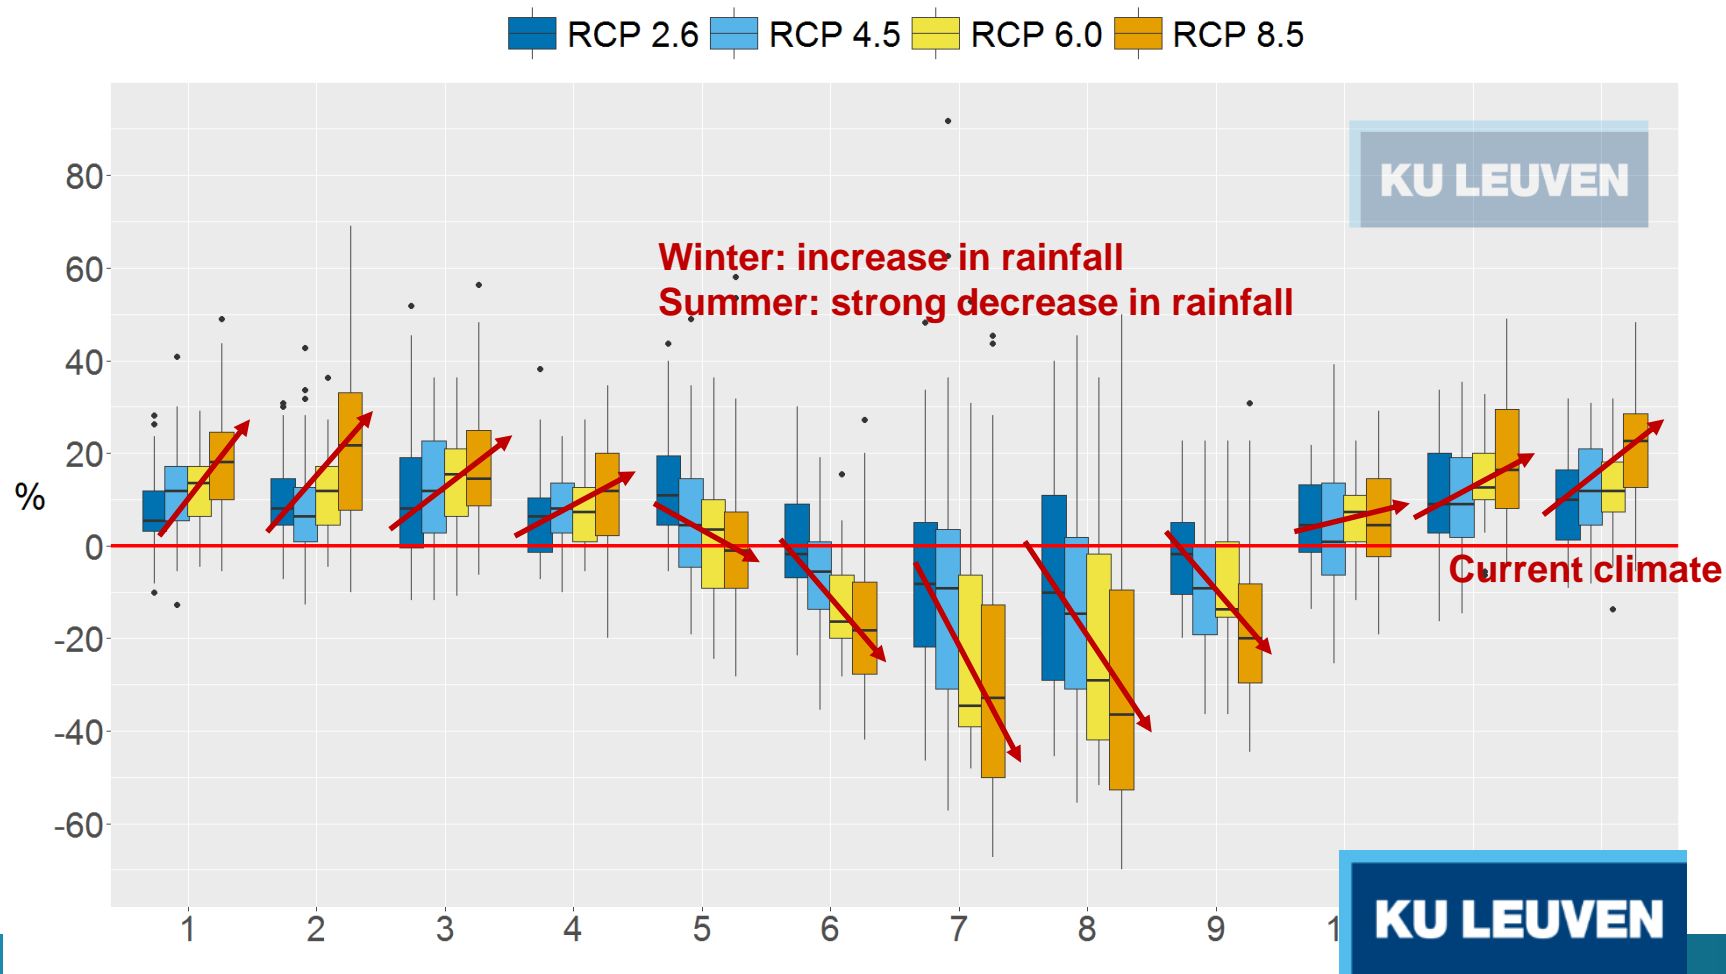 RCP 2.6 RCP 4.5 RCP 6.0 RCP 8.5
KU LEUVEN
80
Winter: increase in rainfall
60
Summer: strong decrease in rainfall
40
20
%
0
Current climate
-20
-40
-60
1 2 3 4 5 6 7 8 9 1
KU LEUVEN